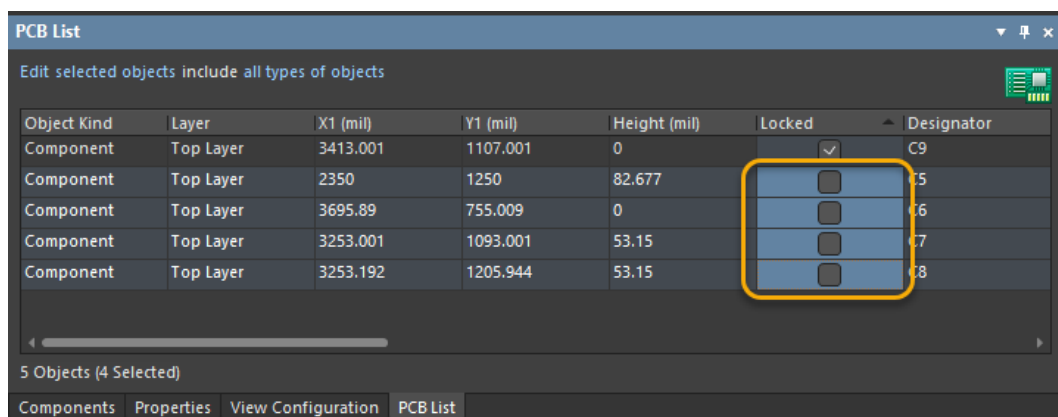 PCB List
Edit selected objects include all types of objects
Object Kind Layer X1 (mil) Y1 (mil) Height (mil) Locked Designator
Component Top Layer 3413.001 1107.001 0 C9
Component Top Layer 2350 1250 82.677 C5
Component Top Layer 3695.89 755.009 0 C6
Component Top Layer 3253.001 1093.001 53.15 C7
Component Top Layer 3253.192 1205.944 53.15 C8
5 Objects (4 Selected)
Components Properties View Configuration PCB List